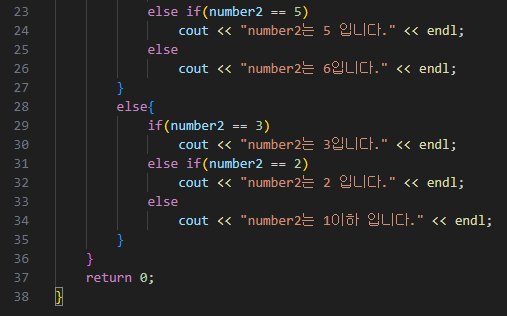 23 else if(number2 == 5)
24 cout << "number2는 5 입니다." << endl;
25 else
26 cout << "number2는 6입니다." << endl;
27 }
28 else{
29 if(number2 == 3)
30 cout << "number2는 3입니다." << endl;
31 else if(number2 == 2)
32 cout << "number2는 2 입니다." << endl;
33 else
34 cout << "number2는 1이하 입니다." << endl;
35 }
36 }
37 return 0;
38 }